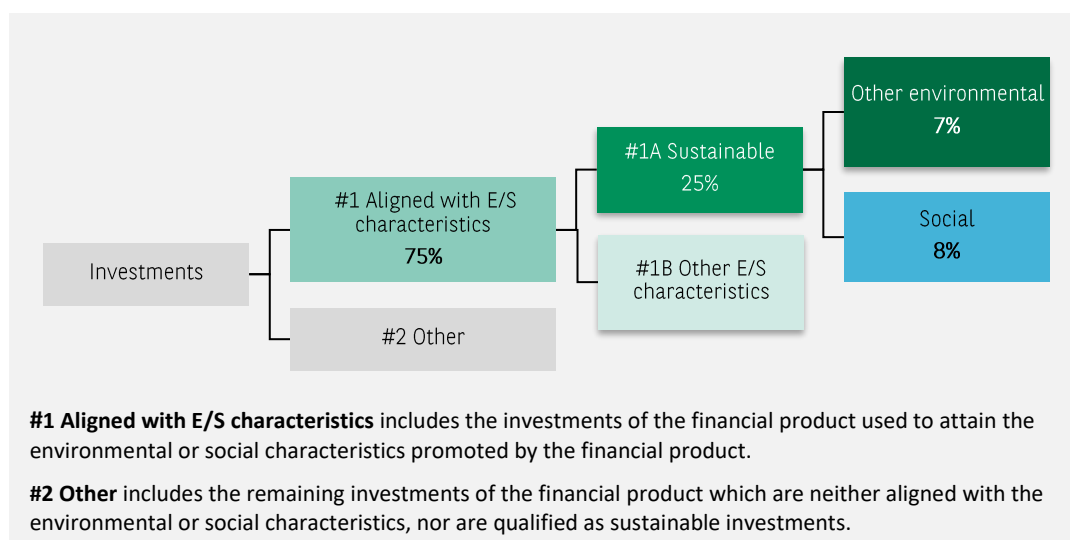 Investments
#1 Aligned with E/S
characteristics
75%
#2 Other
#1A Sustainable
25%
#1B Other E/S
characteristics
Other environmental
7%
Social
8%
#1 Aligned with E/S characteristics includes the investments of the financial product used to attain the
environmental or social characteristics promoted by the financial product.
#2 Other includes the remaining investments of the financial product which are neither aligned with the
environmental or social characteristics, nor are qualified as sustainable investments.